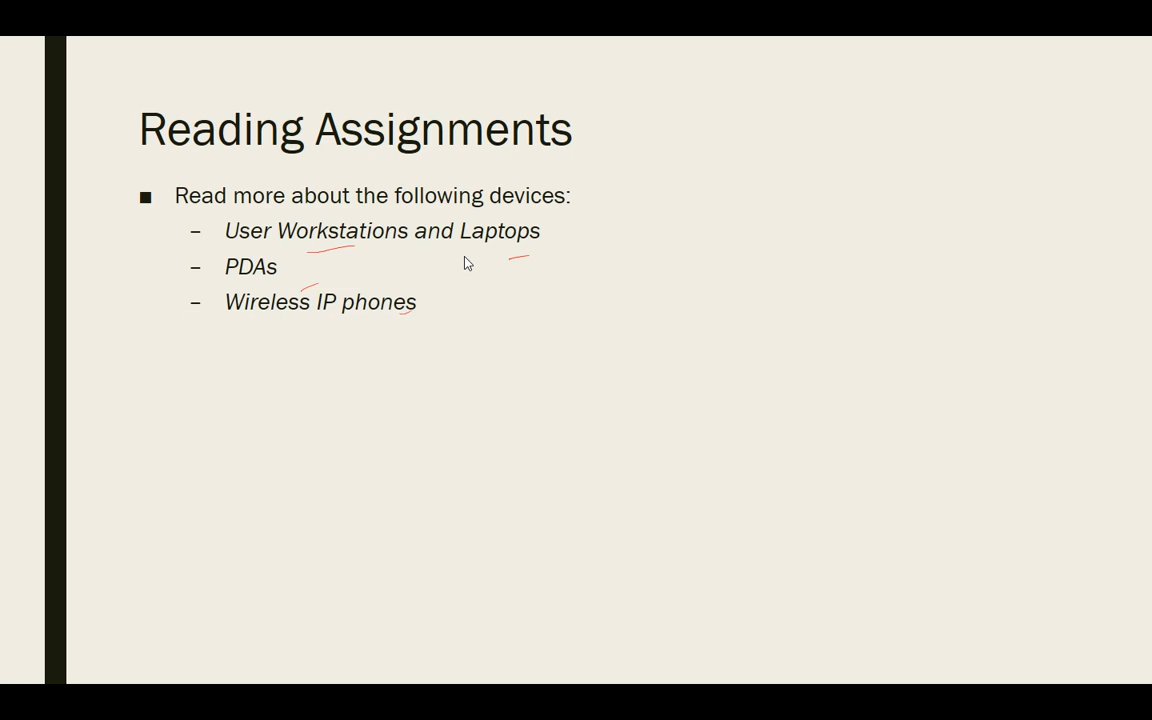 Reading Assignments
■ Read more about the following devices:
– User Workstations and Laptops
– PDAs
– Wireless IP phones